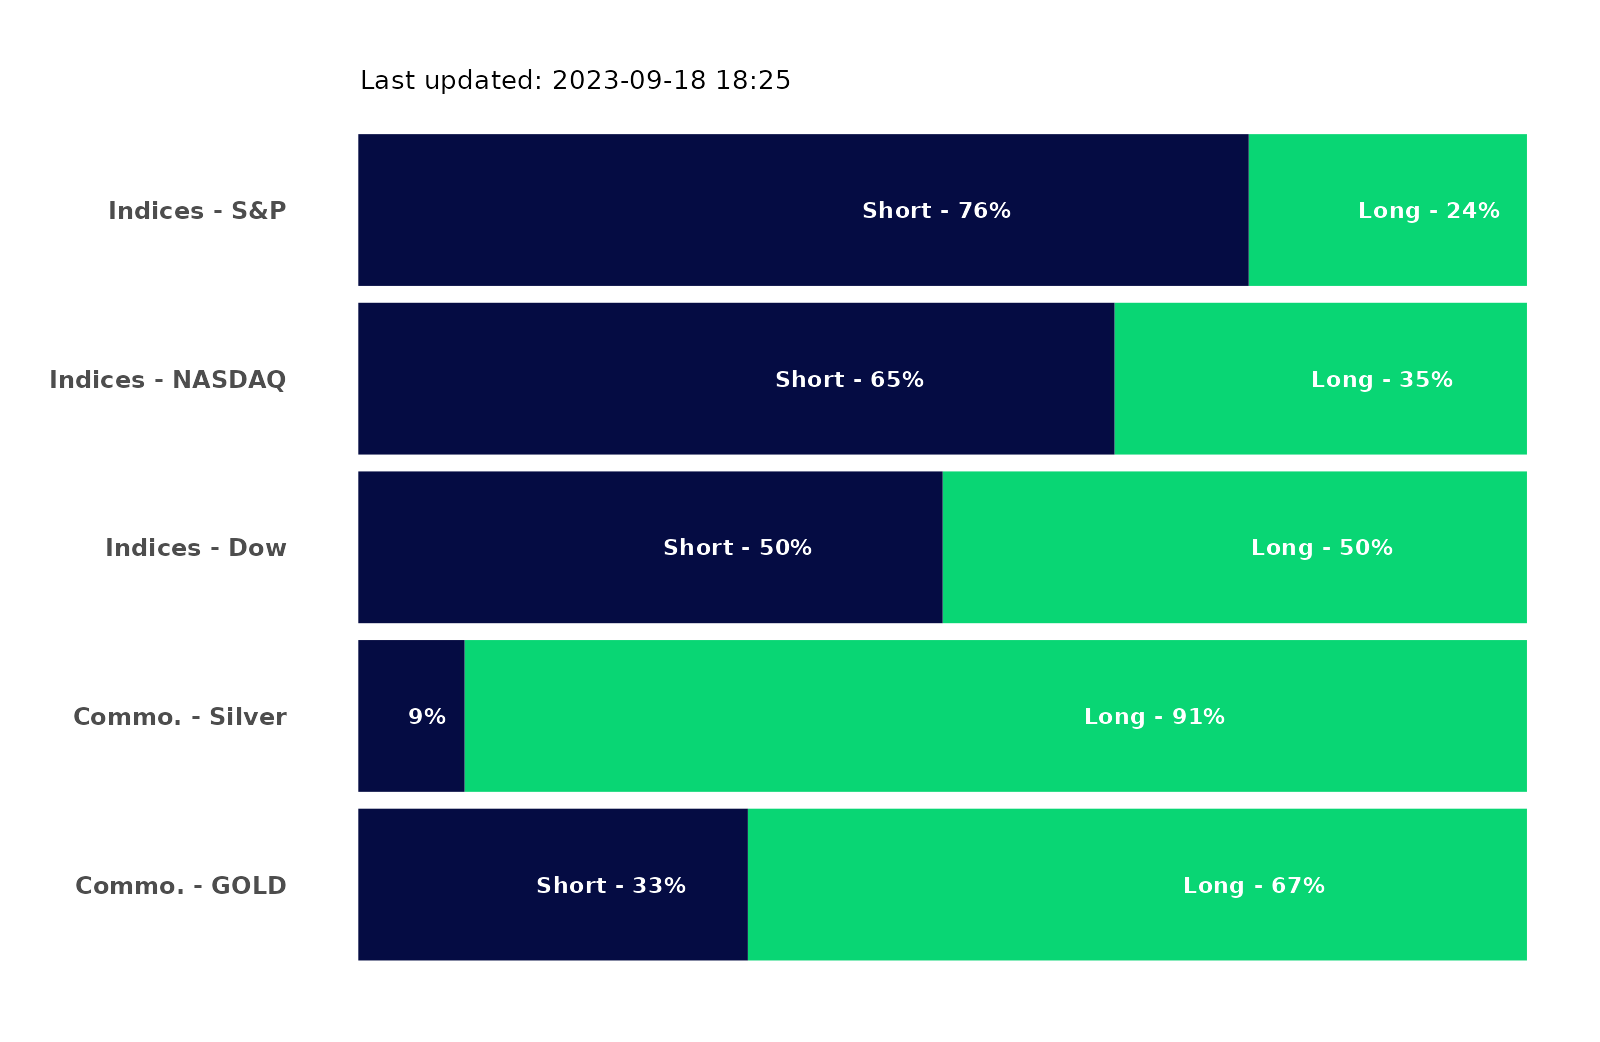 Last updated: 2023-09-18 18:25
Indices - S&P Short - 76% Long - 24%
Indices - NASDAQ Short - 65% Long - 35%
Indices - Dow Short - 50% Long - 50%
Commo. - Silver 9% Long - 91%
Commo. - GOLD Short - 33% Long - 67%